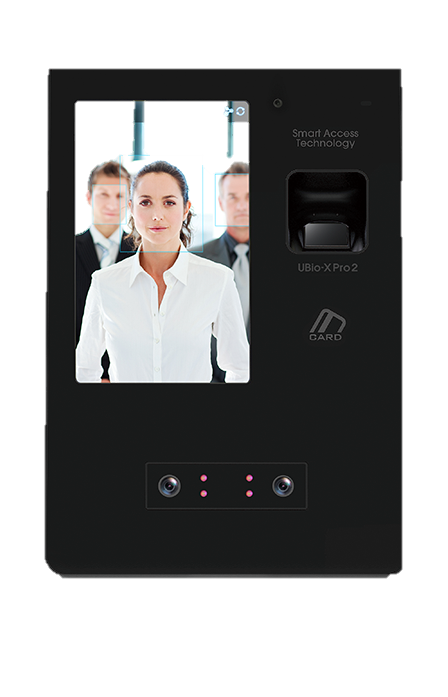 Smart Access
Technology
UBio-X Pro 2
CARD